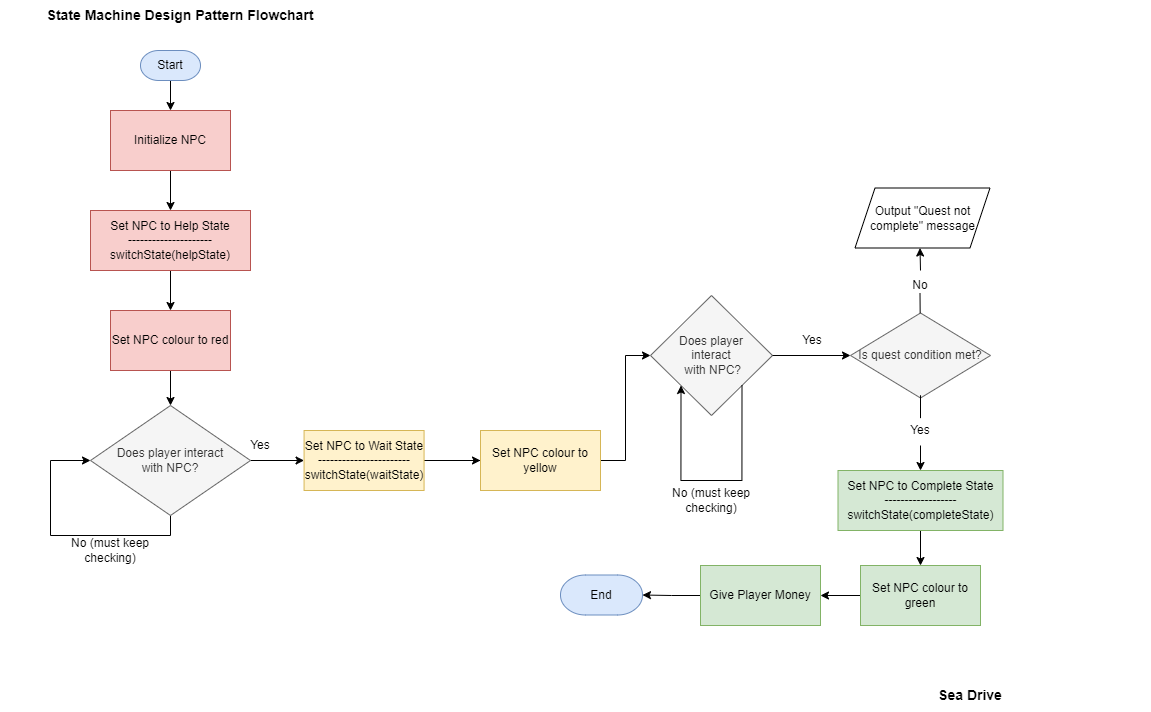 State Machine Design Pattern Flowchart
Start
Initialize NPC
Set NPC to Help State
---------------------
switchState(helpState)
Set NPC colour to red
Does player interact
with NPC?
No (must keep
checking)
Yes
Set NPC to Wait State
-----------------------
switchState(waitState)
Set NPC colour to
yellow
Does player
interact
with NPC?
No (must keep
checking)
Yes
Is quest condition met?
No
Output "Quest not
complete" message
Yes
Set NPC to Complete State
------------------
switchState(completeState)
Set NPC colour to
green
Give Player Money
End
Sea Drive